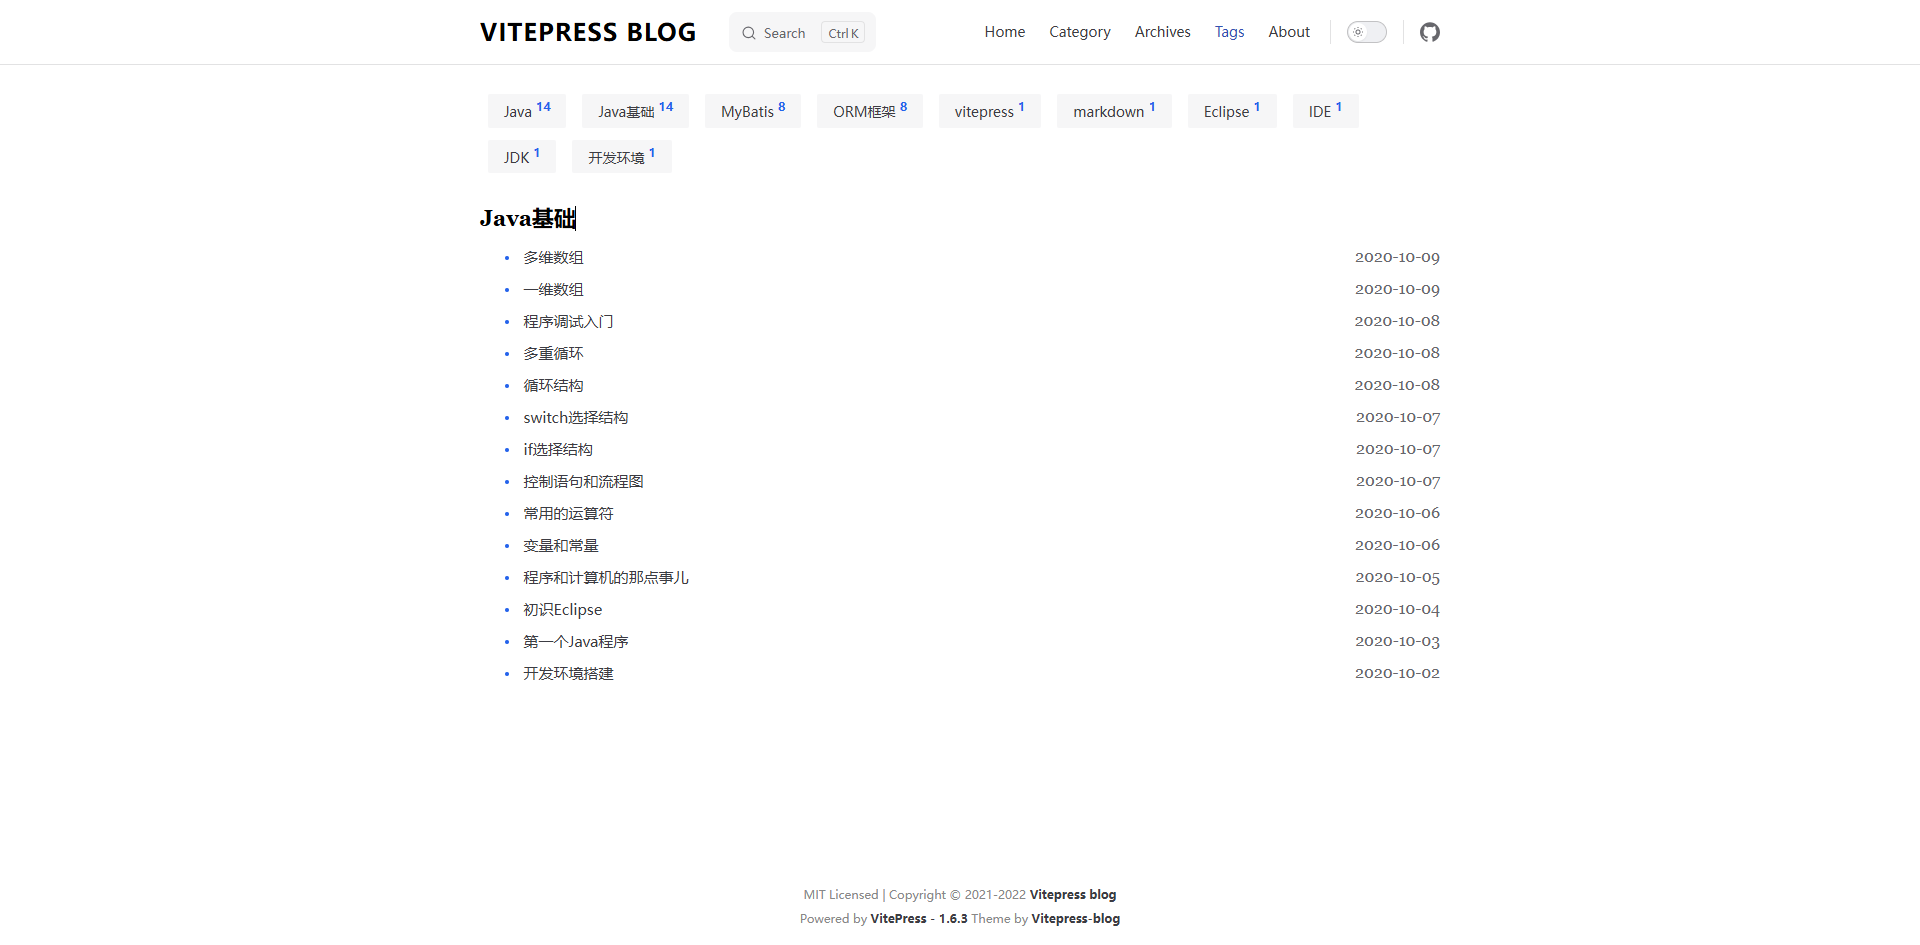 VITEPRESS BLOG Search Ctrl K Home Category Archives Tags About
Java 14 Java基础 14 MyBatis 8 ORM框架 8 vitepress 1 markdown 1 Eclipse 1 IDE 1
JDK 1 开发环境 1
Java基础
多维数组 2020-10-09
一维数组 2020-10-09
程序调试入门 2020-10-08
多重循环 2020-10-08
循环结构 2020-10-08
switch选择结构 2020-10-07
if选择结构 2020-10-07
控制语句和流程图 2020-10-07
常用的运算符 2020-10-06
变量和常量 2020-10-06
程序和计算机的那点事儿 2020-10-05
初识Eclipse 2020-10-04
第一个Java程序 2020-10-03
开发环境搭建 2020-10-02
MIT Licensed | Copyright © 2021-2022 Vitepress blog
Powered by VitePress - 1.6.3 Theme by Vitepress-blog